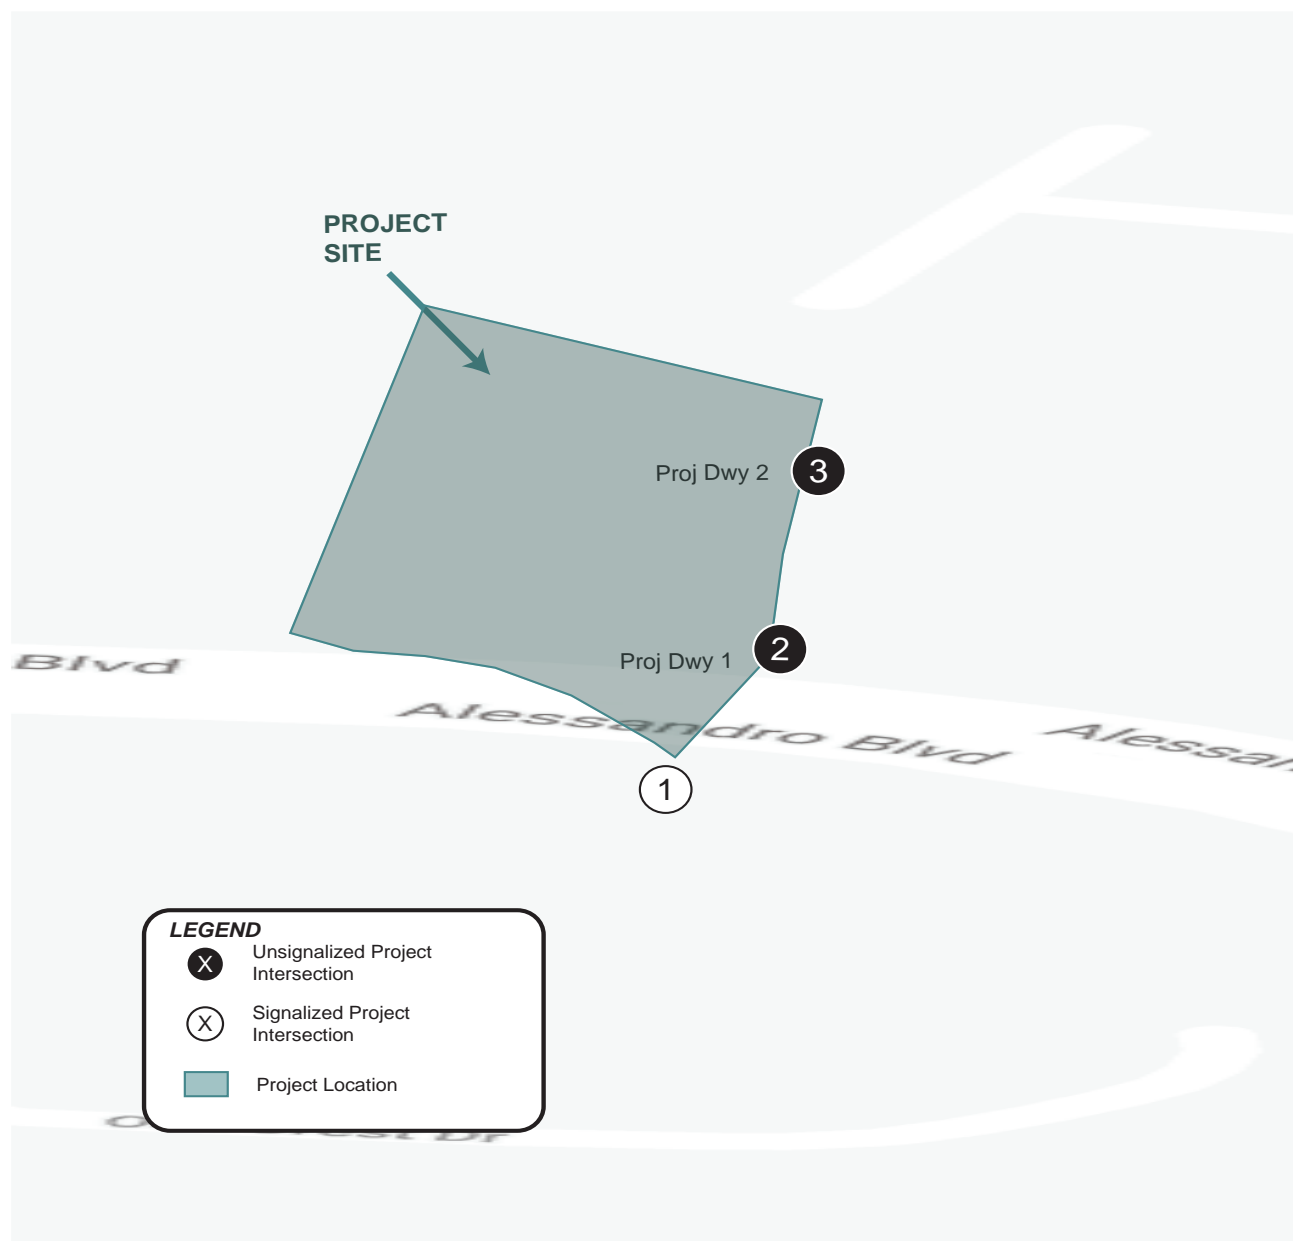 PROJECT
SITE
Proj Dwy 2
3
Proj Dwy 1
2
Blvd
Alessandro Blvd
1
LEGEND
X
Unsignalized Project
Intersection
X
Signalized Project
Intersection
Project Location
Dr